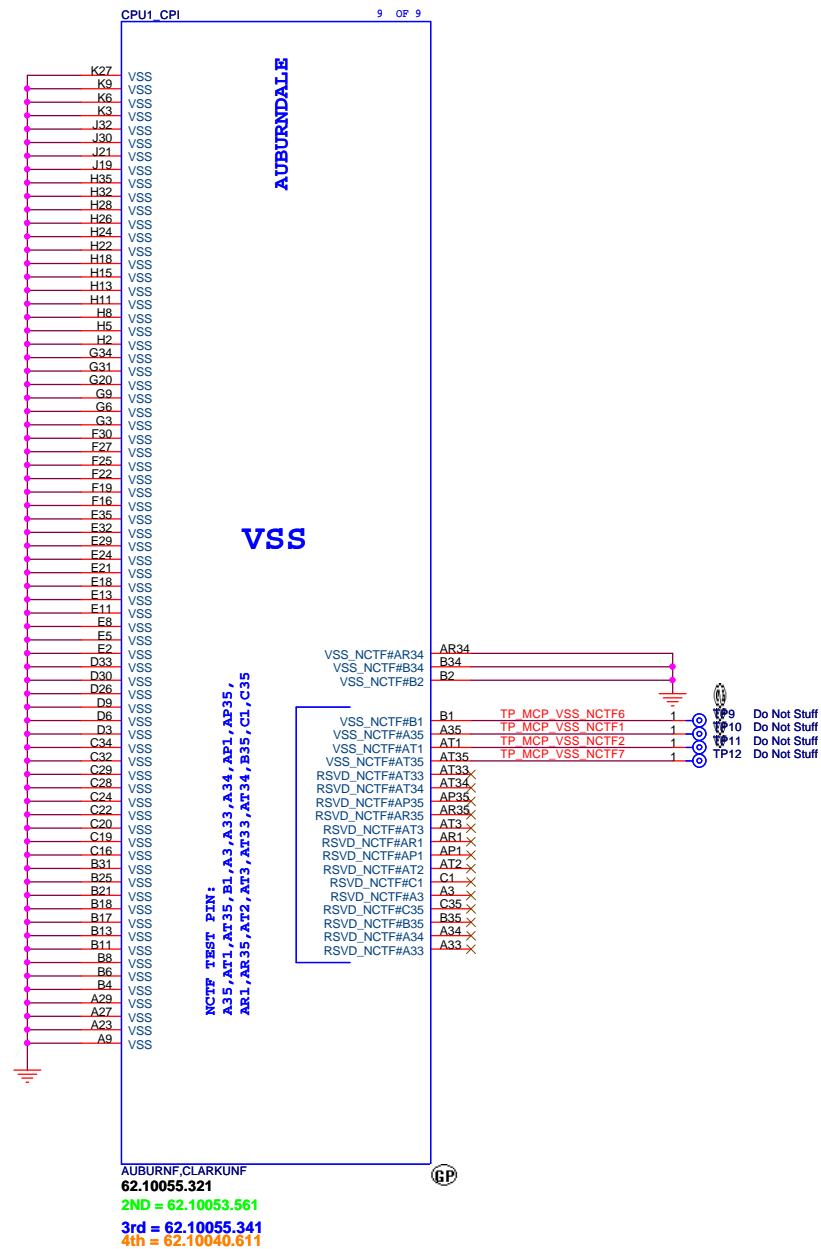 CPU1_CPI
9 OF 9
AUBURNDALE
K27 VSS
K9 VSS
K6 VSS
K3 VSS
J32 VSS
J30 VSS
J21 VSS
J19 VSS
H35 VSS
H32 VSS
H28 VSS
H26 VSS
H24 VSS
H22 VSS
H18 VSS
H15 VSS
H13 VSS
H11 VSS
H8 VSS
H5 VSS
H2 VSS
G34 VSS
G31 VSS
G20 VSS
G9 VSS
G6 VSS
G3 VSS
F30 VSS
F27 VSS
F25 VSS
F22 VSS
F19 VSS
F16 VSS
E35 VSS
E32 VSS
E29 VSS
E24 VSS
E21 VSS
E18 VSS
E13 VSS
E11 VSS
E8 VSS
E5 VSS
E2 VSS
D33 VSS
D30 VSS
D26 VSS
D9 VSS
D6 VSS
D3 VSS
C34 VSS
C32 VSS
C29 VSS
C28 VSS
C24 VSS
C22 VSS
C20 VSS
C19 VSS
C16 VSS
B31 VSS
B25 VSS
B21 VSS
B18 VSS
B17 VSS
B13 VSS
B11 VSS
B8 VSS
B6 VSS
B4 VSS
A29 VSS
A27 VSS
A23 VSS
A9 VSS
VSS
NCTF TEST PIN:
A35,AT1,AT35,B1,A3,A33,A34,AP1,AP35,
AR1,AR35,AT2,AT3,AT33,AT34,B35,C1,C35
VSS_NCTF#AR34 AR34
VSS_NCTF#B34 B34
VSS_NCTF#B2 B2
VSS_NCTF#B1 B1 TP_MCP_VSS_NCTF6 1 TP9 Do Not Stuff
VSS_NCTF#A35 A35 TP_MCP_VSS_NCTF1 1 TP10 Do Not Stuff
VSS_NCTF#AT1 AT1 TP_MCP_VSS_NCTF2 1 TP11 Do Not Stuff
VSS_NCTF#AT35 AT35 TP_MCP_VSS_NCTF7 1 TP12 Do Not Stuff
RSVD_NCTF#AT33 AT33
RSVD_NCTF#AT34 AT34
RSVD_NCTF#AP35 AP35
RSVD_NCTF#AR35 AR35
RSVD_NCTF#AT3 AT3
RSVD_NCTF#AR1 AR1
RSVD_NCTF#AP1 AP1
RSVD_NCTF#AT2 AT2
RSVD_NCTF#C1 C1
RSVD_NCTF#A3 A3
RSVD_NCTF#C35 C35
RSVD_NCTF#B35 B35
RSVD_NCTF#A34 A34
RSVD_NCTF#A33 A33
AUBURNF,CLARKUNF
GP
62.10055.321
2ND = 62.10053.561
3rd = 62.10055.341
4th = 62.10040.611